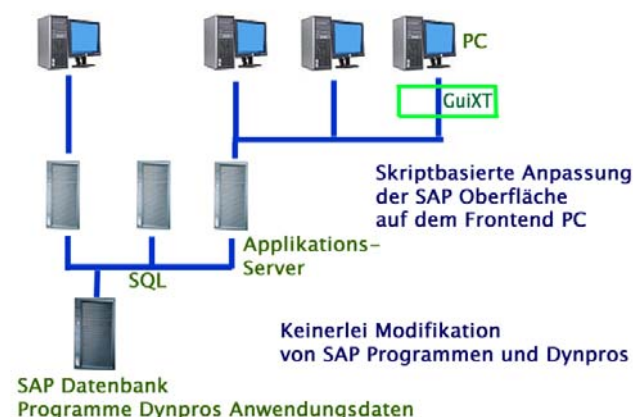 PC
GuiXT
Skriptbasierte Anpassung
der SAP Oberfläche
auf dem Frontend PC
Applikations-
Server
SQL
Keinerlei Modifikation
von SAP Programmen und Dynpros
SAP Datenbank
Programme Dynpros Anwendungsdaten